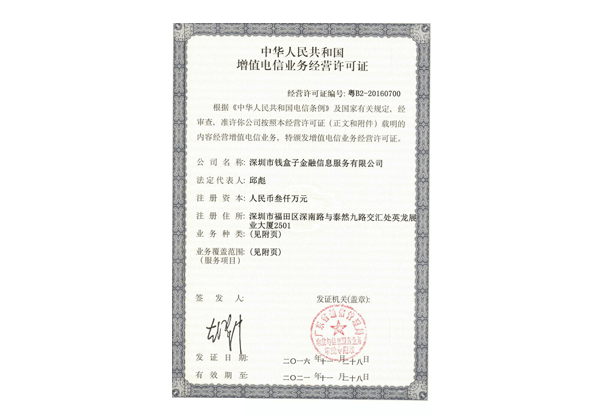 中华人民共和国
增值电信业务经营许可证
经营许可证编号: 粤B2-20160700
根据《中华人民共和国电信条例》及国家有关规定, 经
审查, 准许你公司按照本经营许可证（正文和附件）载明的
内容经营增值电信业务, 特颁发增值电信业务经营许可证。
公司名称: 深圳市钱盒子金融信息服务有限公司
法定代表人: 邱彪
注册资本: 人民币叁仟万元
注册住所: 深圳市福田区深南路与泰然九路交汇处英龙展
业大厦2501
业务种类: (见附页)
业务覆盖范围: (见附页)
(服务项目)
签发人:
发证机关(盖章):
发证日期: 二〇一六年十一月二十八日
有效期至: 二〇二一年十一月二十八日